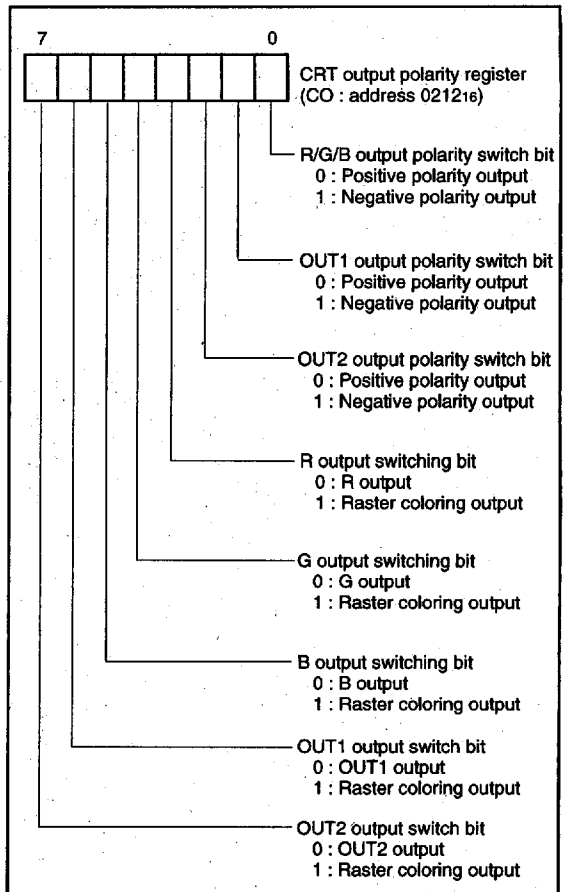 7 0
CRT output polarity register
(CO : address 021216)
R/G/B output polarity switch bit
0 : Positive polarity output
1 : Negative polarity output
OUT1 output polarity switch bit
0 : Positive polarity output
1 : Negative polarity output
OUT2 output polarity switch bit
0 : Positive polarity output
1 : Negative polarity output
R output switching bit
0 : R output
1 : Raster coloring output
G output switching bit
0 : G output
1 : Raster coloring output
B output switching bit
0 : B output
1 : Raster coloring output
OUT1 output switch bit
0 : OUT1 output
1 : Raster coloring output
OUT2 output switch bit
0 : OUT2 output
1 : Raster coloring output